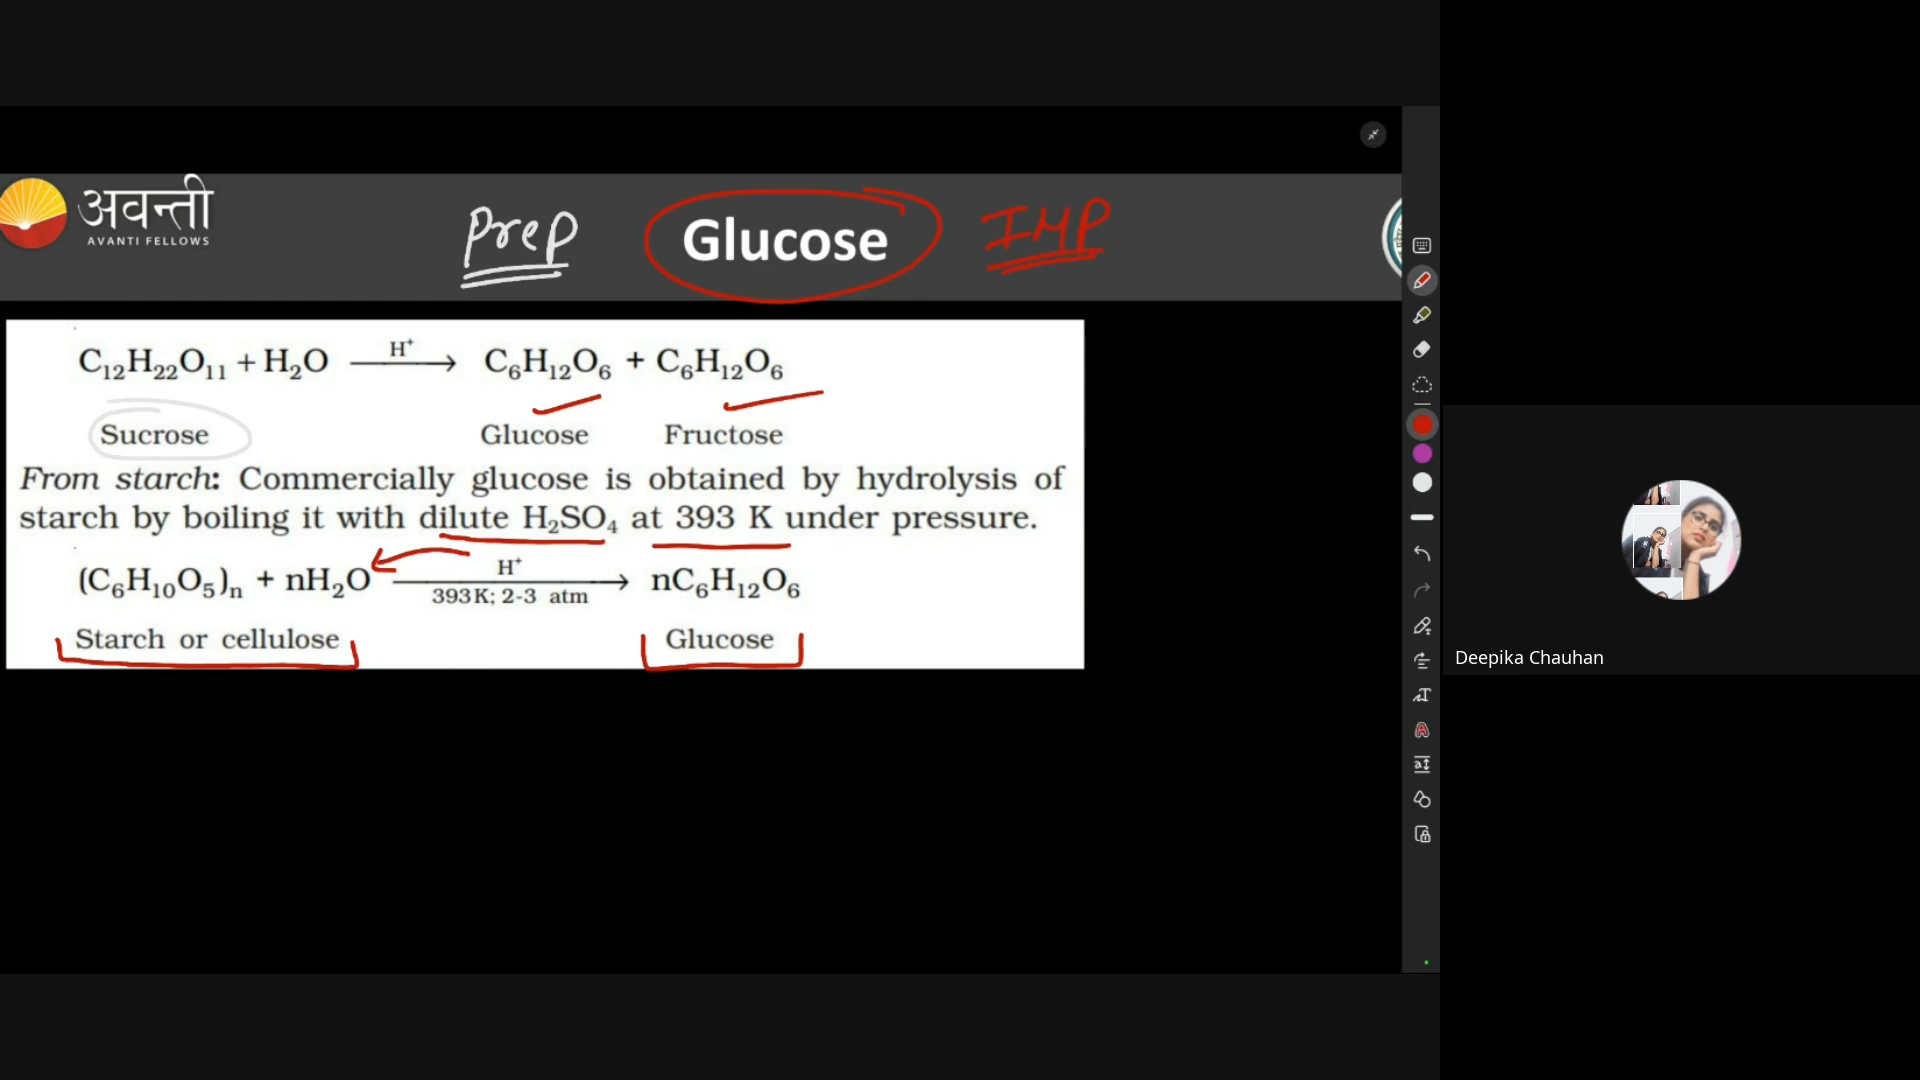 अवन्ती
AVANTI FELLOWS
Prep
Glucose
IMP
C₁₂H₂₂O₁₁ + H₂O H⁺ ⟶ C₆H₁₂O₆ + C₆H₁₂O₆
Sucrose Glucose Fructose
From starch: Commercially glucose is obtained by hydrolysis of
starch by boiling it with dilute H₂SO₄ at 393 K under pressure.
(C₆H₁₀O₅)ₙ + nH₂O H⁺ ⟶ 393K; 2-3 atm nC₆H₁₂O₆
Starch or cellulose Glucose
Deepika Chauhan